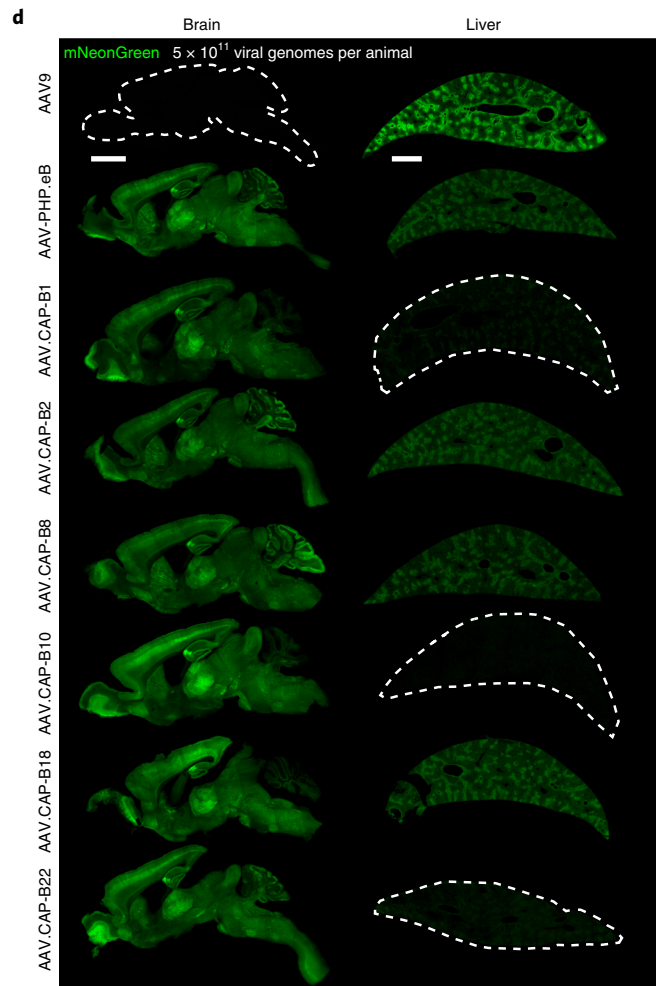 d
Brain
Liver
mNeonGreen 5 × 10¹¹ viral genomes per animal
AAV9
AAV-PHP.eB
AAV.CAP-B1
AAV.CAP-B2
AAV.CAP-B8
AAV.CAP-B10
AAV.CAP-B18
AAV.CAP-B22